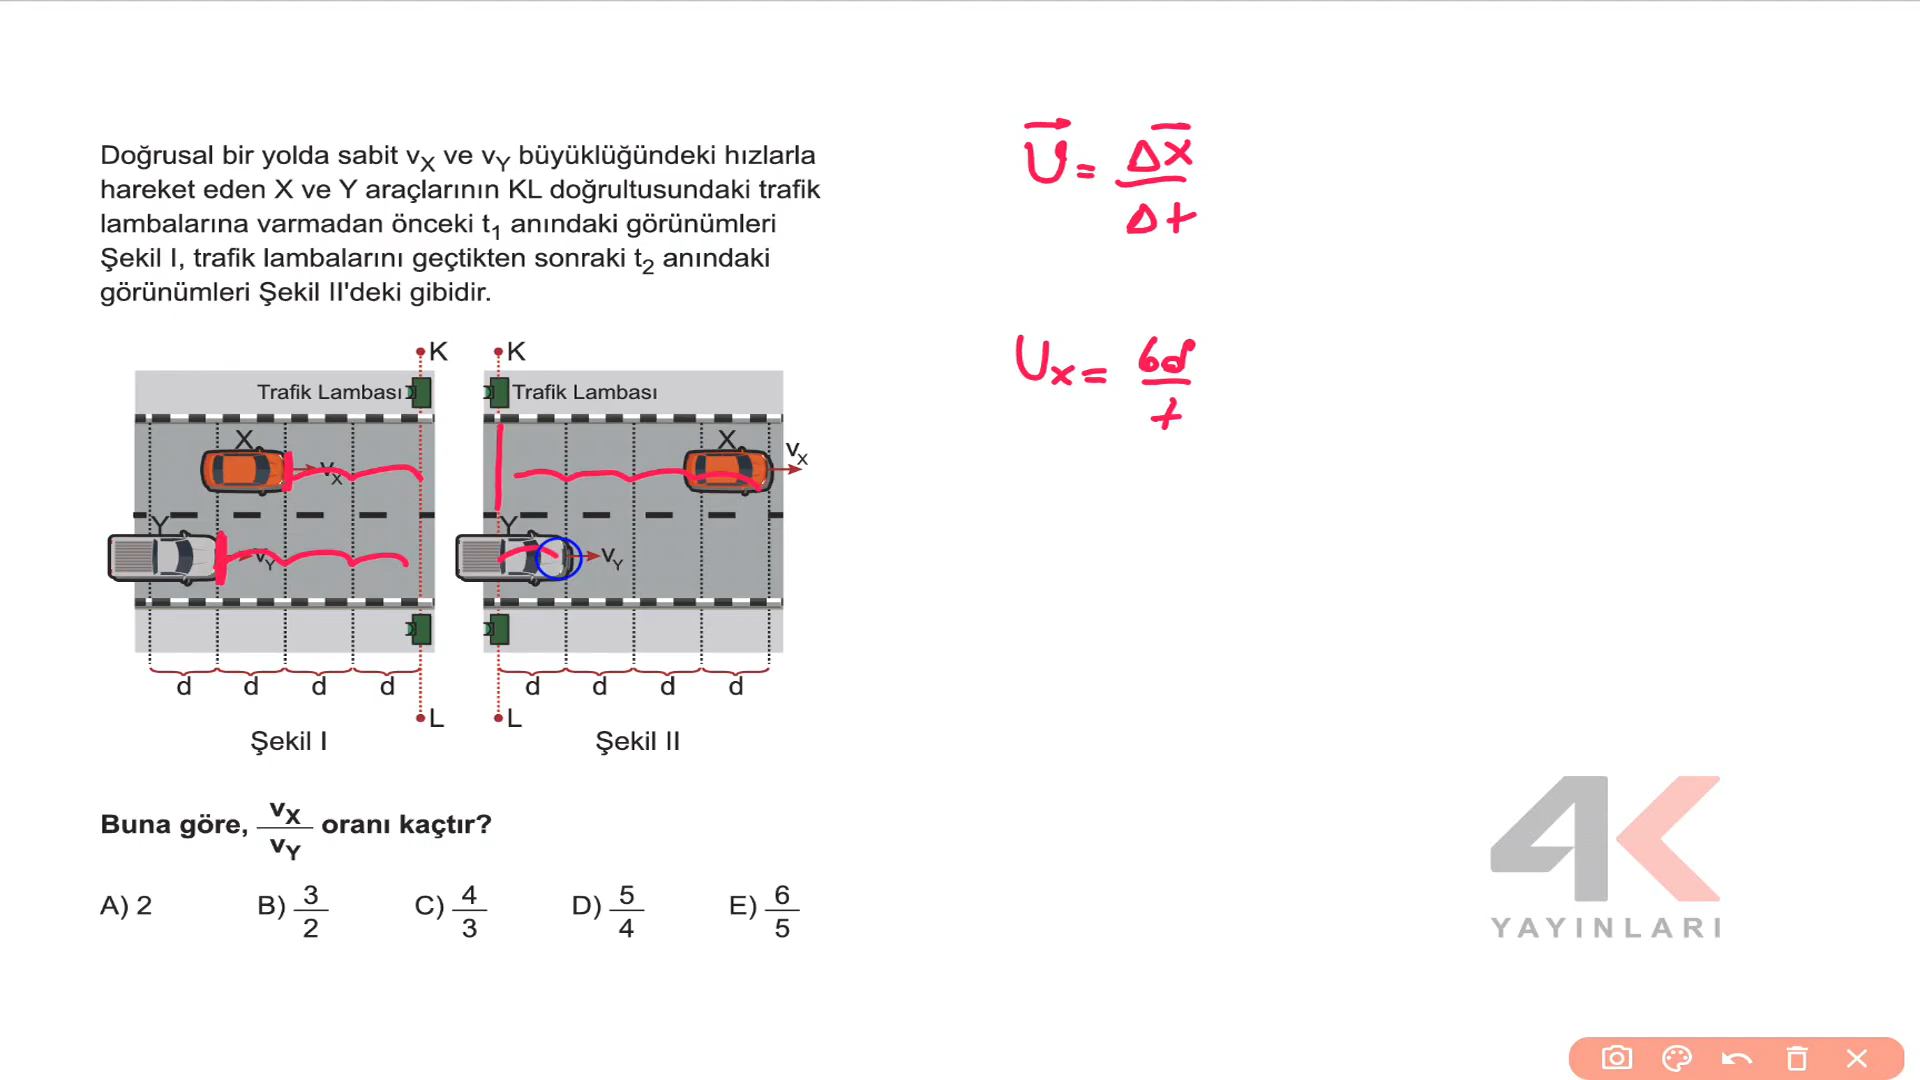 Doğrusal bir yolda sabit vX ve vY büyüklüğündeki hızlarla
hareket eden X ve Y araçlarının KL doğrultusundaki trafik
lambalarına varmadan önceki t1 anındaki görünümleri
Şekil I, trafik lambalarını geçtikten sonraki t2 anındaki
görünümleri Şekil II'deki gibidir.
K
Trafik Lambası
X
vX
Y
vY
d d d d
L
Şekil I
K
Trafik Lambası
X
vX
Y
vY
d d d d
L
Şekil II
Buna göre, vX/vY oranı kaçtır?
A) 2 B) 3/2 C) 4/3 D) 5/4 E) 6/5
υ = Δx/Δt
υx = 6d/t
4K
YAYINLARI